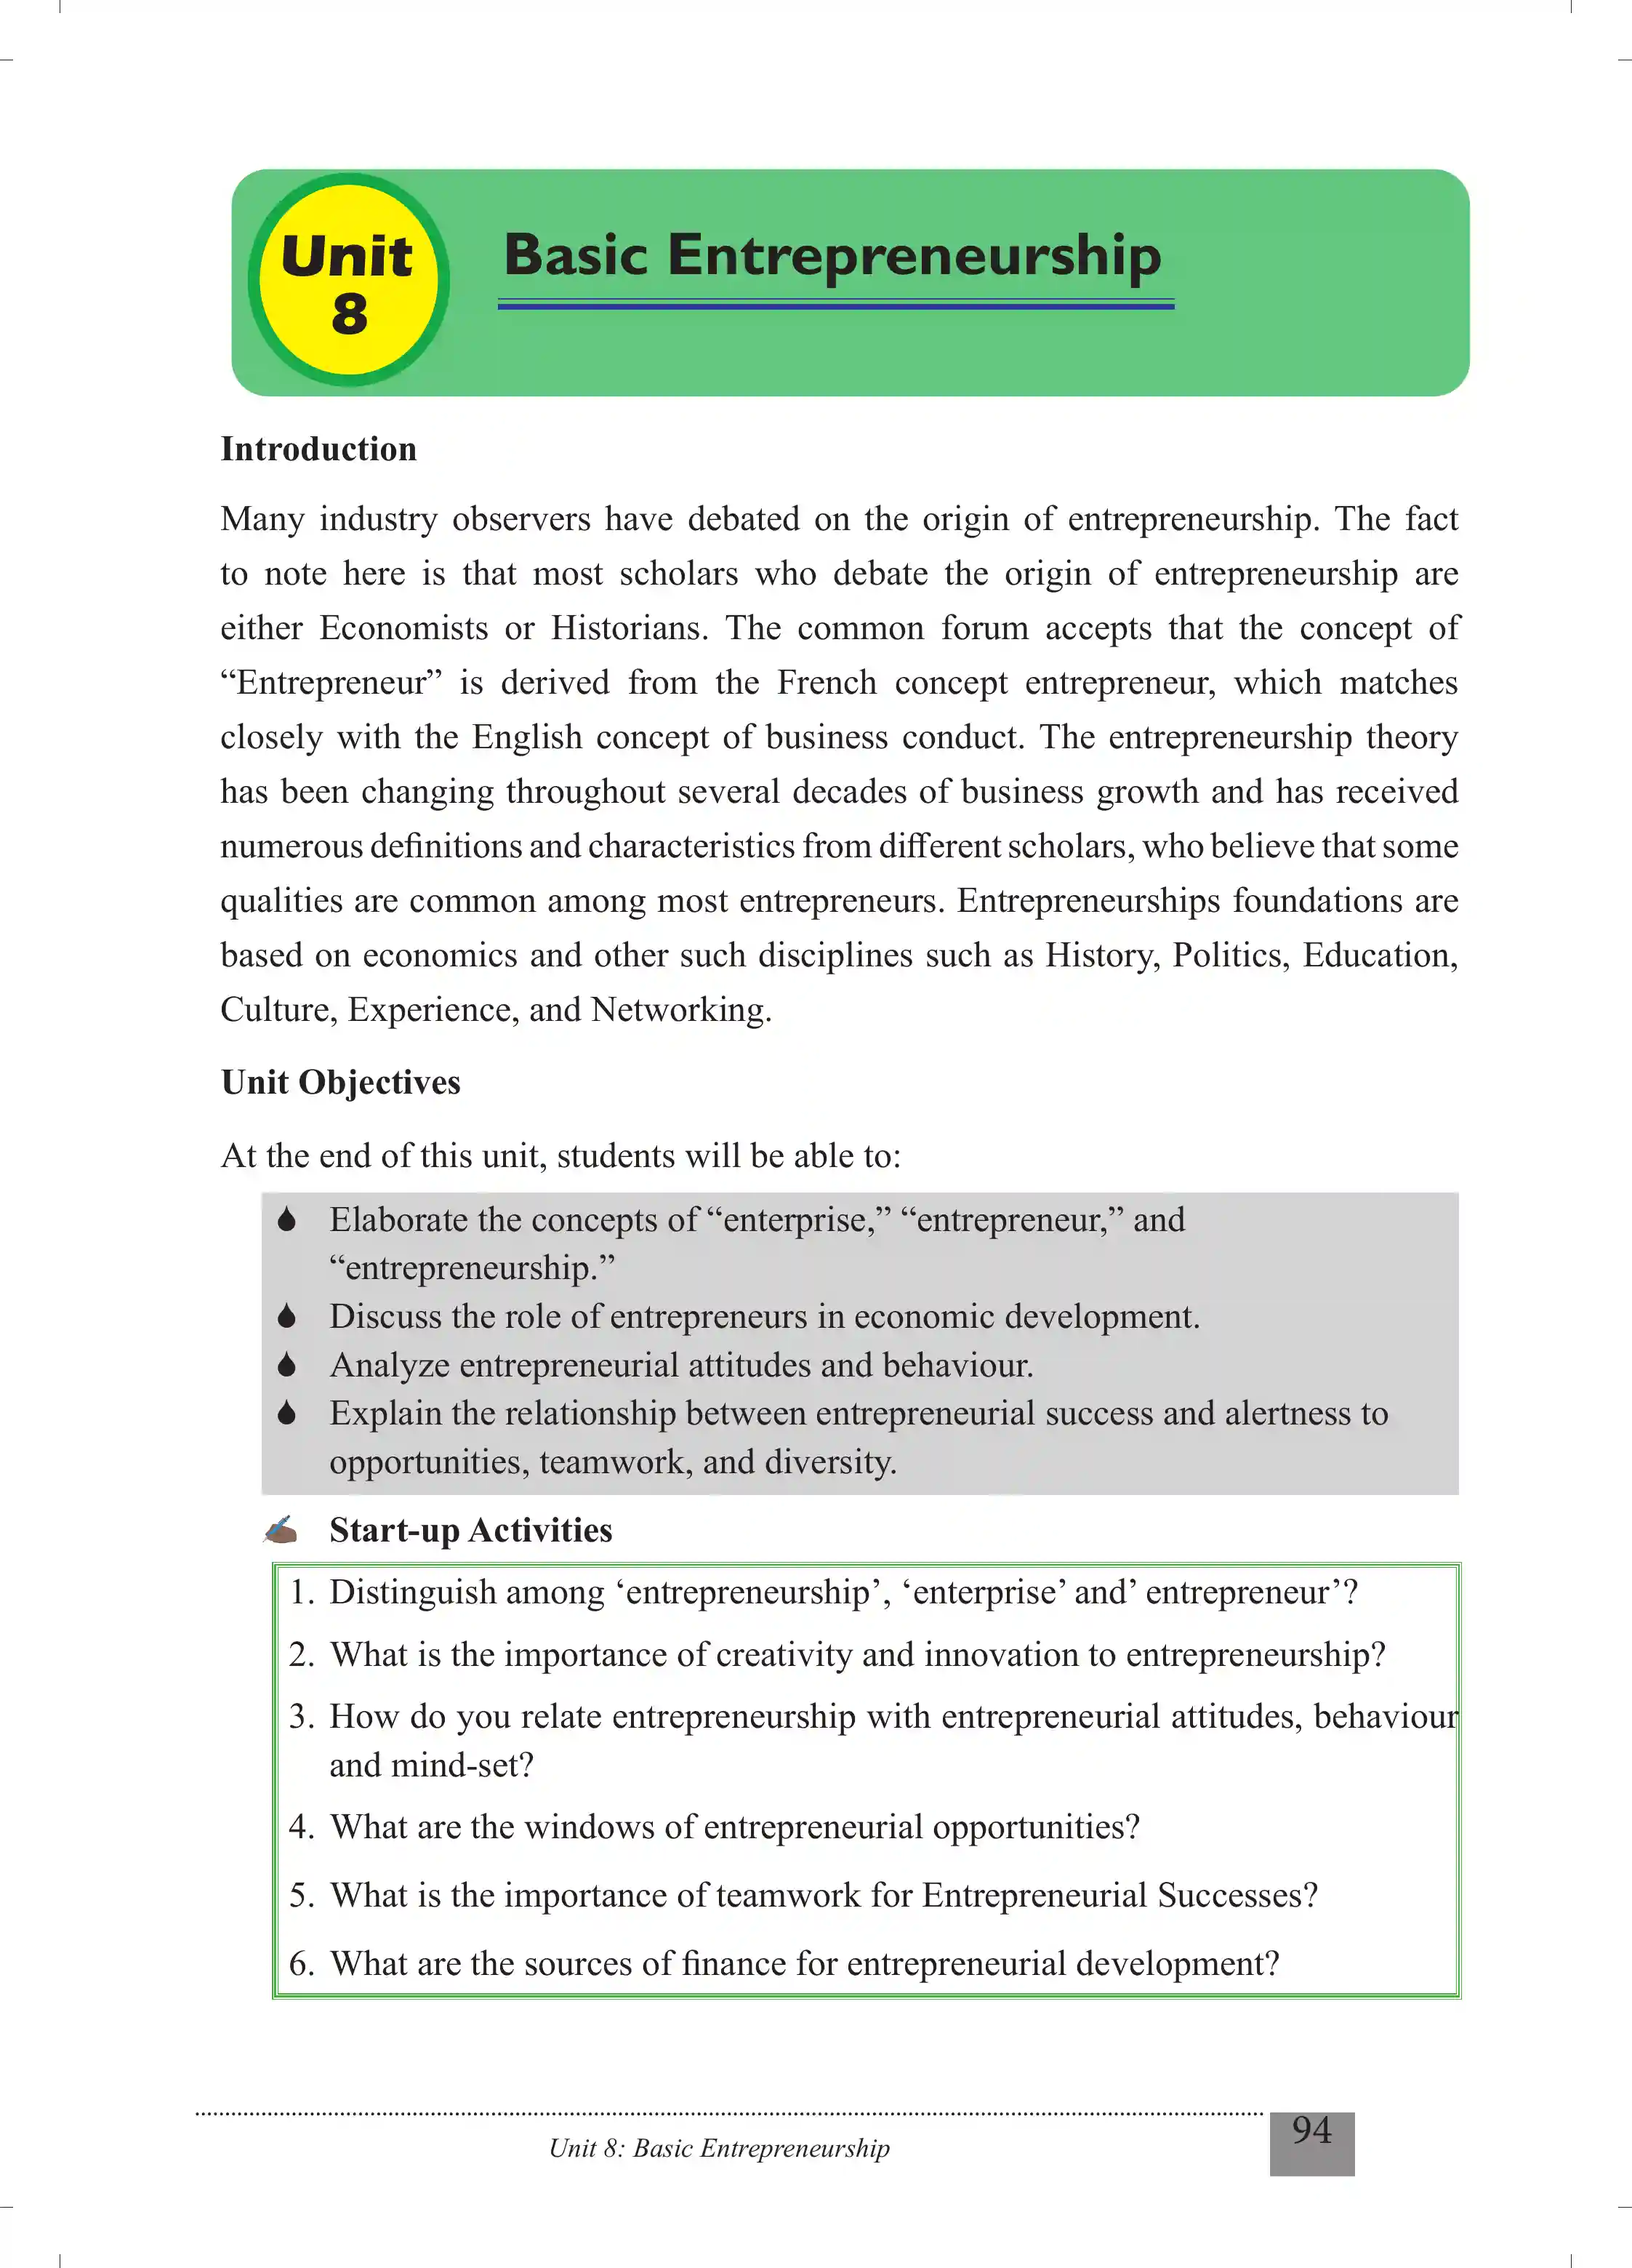 Unit
8
Basic Entrepreneurship
Introduction
Many industry observers have debated on the origin of entrepreneurship. The fact
to note here is that most scholars who debate the origin of entrepreneurship are
either Economists or Historians. The common forum accepts that the concept of
“Entrepreneur” is derived from the French concept entrepreneur, which matches
closely with the English concept of business conduct. The entrepreneurship theory
has been changing throughout several decades of business growth and has received
numerous definitions and characteristics from different scholars, who believe that some
qualities are common among most entrepreneurs. Entrepreneurships foundations are
based on economics and other such disciplines such as History, Politics, Education,
Culture, Experience, and Networking.
Unit Objectives
At the end of this unit, students will be able to:
Elaborate the concepts of “enterprise,” “entrepreneur,” and
“entrepreneurship.”
Discuss the role of entrepreneurs in economic development.
Analyze entrepreneurial attitudes and behaviour.
Explain the relationship between entrepreneurial success and alertness to
opportunities, teamwork, and diversity.
Start-up Activities
1. Distinguish among ‘entrepreneurship’, ‘enterprise’ and’ entrepreneur’?
2. What is the importance of creativity and innovation to entrepreneurship?
3. How do you relate entrepreneurship with entrepreneurial attitudes, behaviour
and mind-set?
4. What are the windows of entrepreneurial opportunities?
5. What is the importance of teamwork for Entrepreneurial Successes?
6. What are the sources of finance for entrepreneurial development?
Unit 8: Basic Entrepreneurship
94